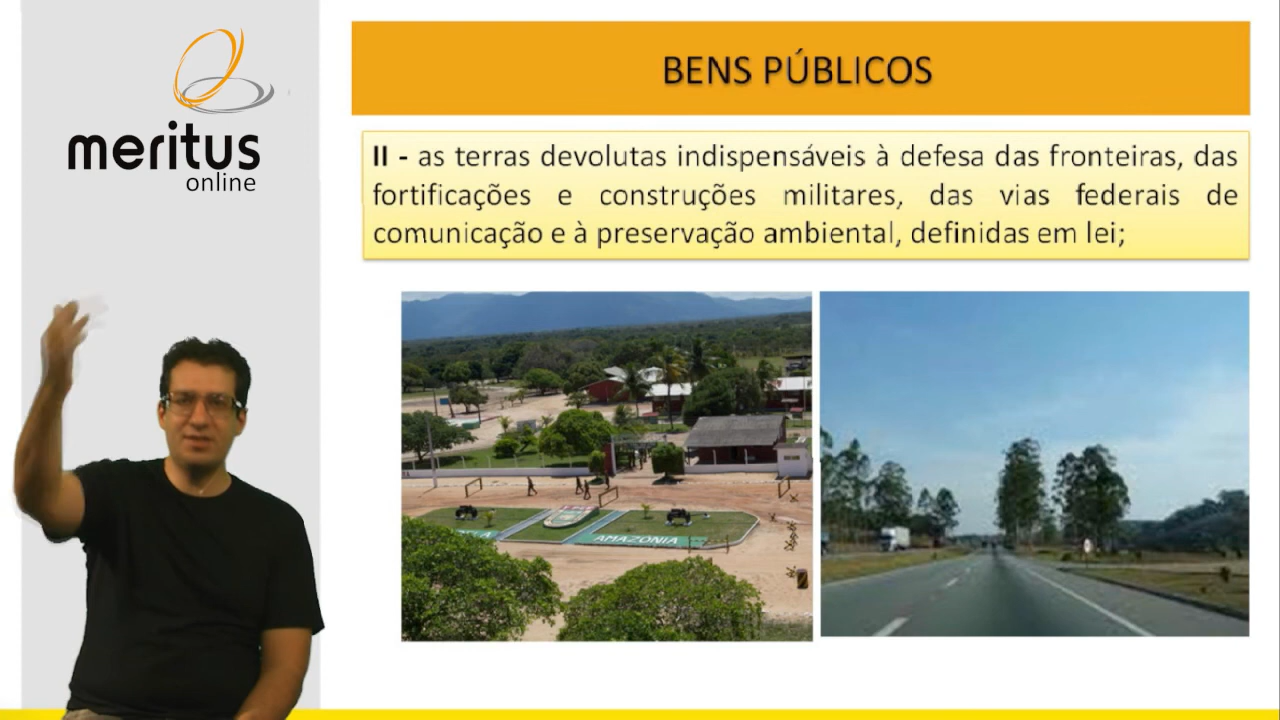 meritus
online
BENS PÚBLICOS
II - as terras devolutas indispensáveis à defesa das fronteiras, das
fortificações e construções militares, das vias federais de
comunicação e à preservação ambiental, definidas em lei;
AMAZONIA